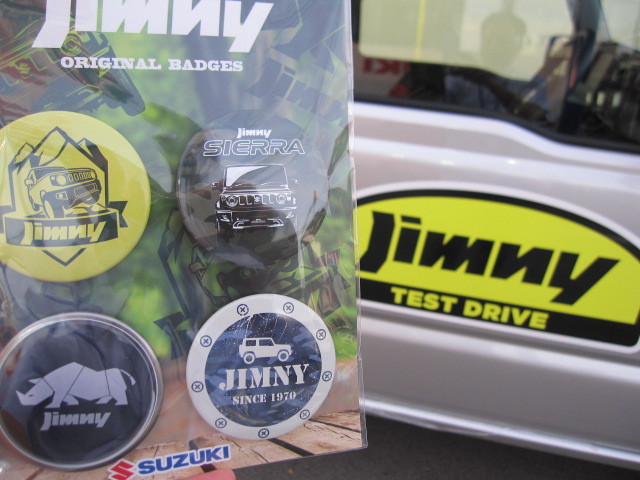 Jimny
ORIGINAL BADGES
Jimny
Jimny
SIERRA
Jimny
JIMNY
SINCE 1970
SUZUKI
Jimny
TEST DRIVE